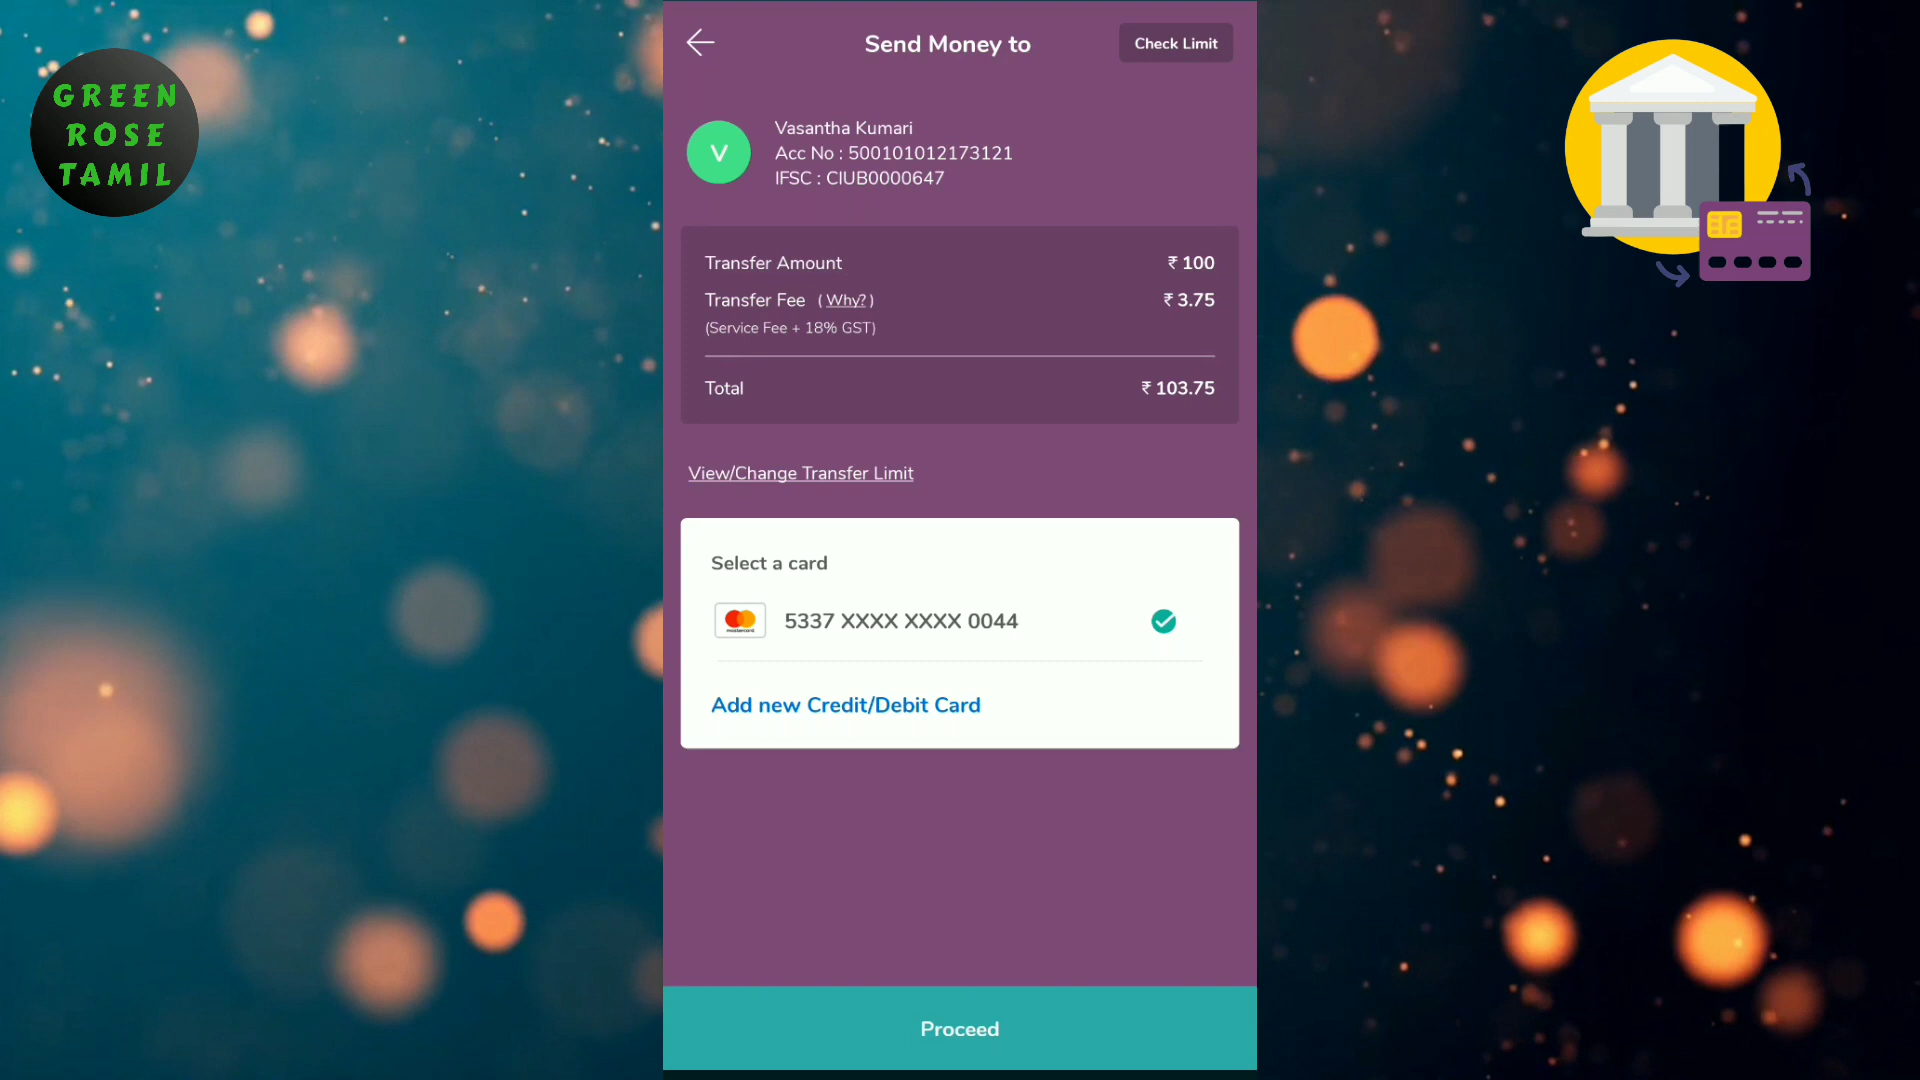 GREEN
ROSE
TAMIL
Send Money to
Check Limit
V
Vasantha Kumari
Acc No : 500101012173121
IFSC : CIUB0000647
Transfer Amount ₹ 100
Transfer Fee ( Why? ) ₹ 3.75
(Service Fee + 18% GST)
Total ₹ 103.75
View/Change Transfer Limit
Select a card
mastercard
5337 XXXX XXXX 0044
Add new Credit/Debit Card
Proceed